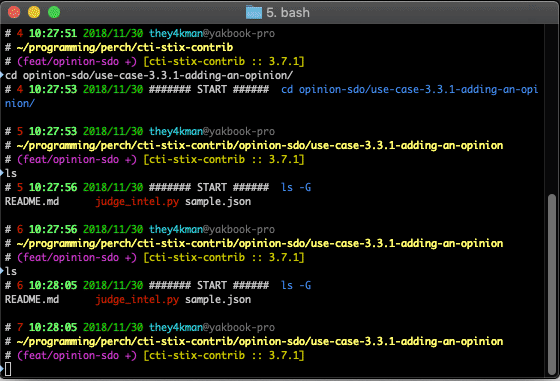 5. bash
# 4 10:27:51 2018/11/30 they4kman@yakbook-pro
# ~/programming/perch/cti-stix-contrib
# (feat/opinion-sdo +) [cti-stix-contrib :: 3.7.1]
cd opinion-sdo/use-case-3.3.1-adding-an-opinion/
# 4 10:27:53 2018/11/30 ####### START ######  cd opinion-sdo/use-case-3.3.1-adding-an-opi
nion/
# 5 10:27:53 2018/11/30 they4kman@yakbook-pro
# ~/programming/perch/cti-stix-contrib/opinion-sdo/use-case-3.3.1-adding-an-opinion
# (feat/opinion-sdo +) [cti-stix-contrib :: 3.7.1]
ls
# 5 10:27:56 2018/11/30 ####### START ######  ls -G
README.md      judge_intel.py sample.json
# 6 10:27:56 2018/11/30 they4kman@yakbook-pro
# ~/programming/perch/cti-stix-contrib/opinion-sdo/use-case-3.3.1-adding-an-opinion
# (feat/opinion-sdo +) [cti-stix-contrib :: 3.7.1]
ls
# 6 10:28:05 2018/11/30 ####### START ######  ls -G
README.md      judge_intel.py sample.json
# 7 10:28:05 2018/11/30 they4kman@yakbook-pro
# ~/programming/perch/cti-stix-contrib/opinion-sdo/use-case-3.3.1-adding-an-opinion
# (feat/opinion-sdo +) [cti-stix-contrib :: 3.7.1]